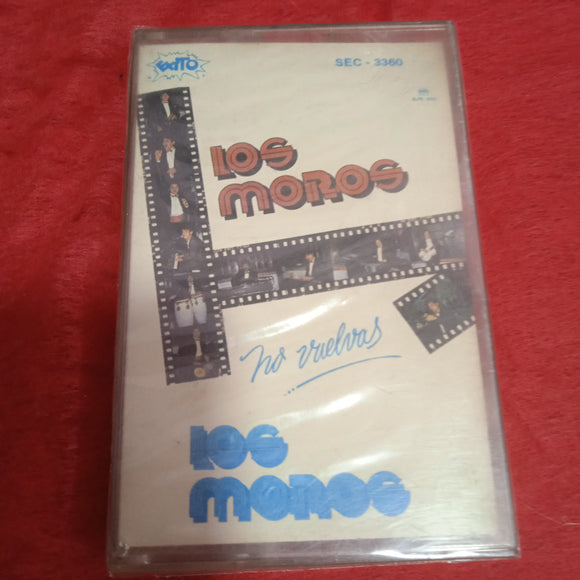 EXITO
SEC - 3360
LOS
MOROS
No vuelvas
LOS
MOROS